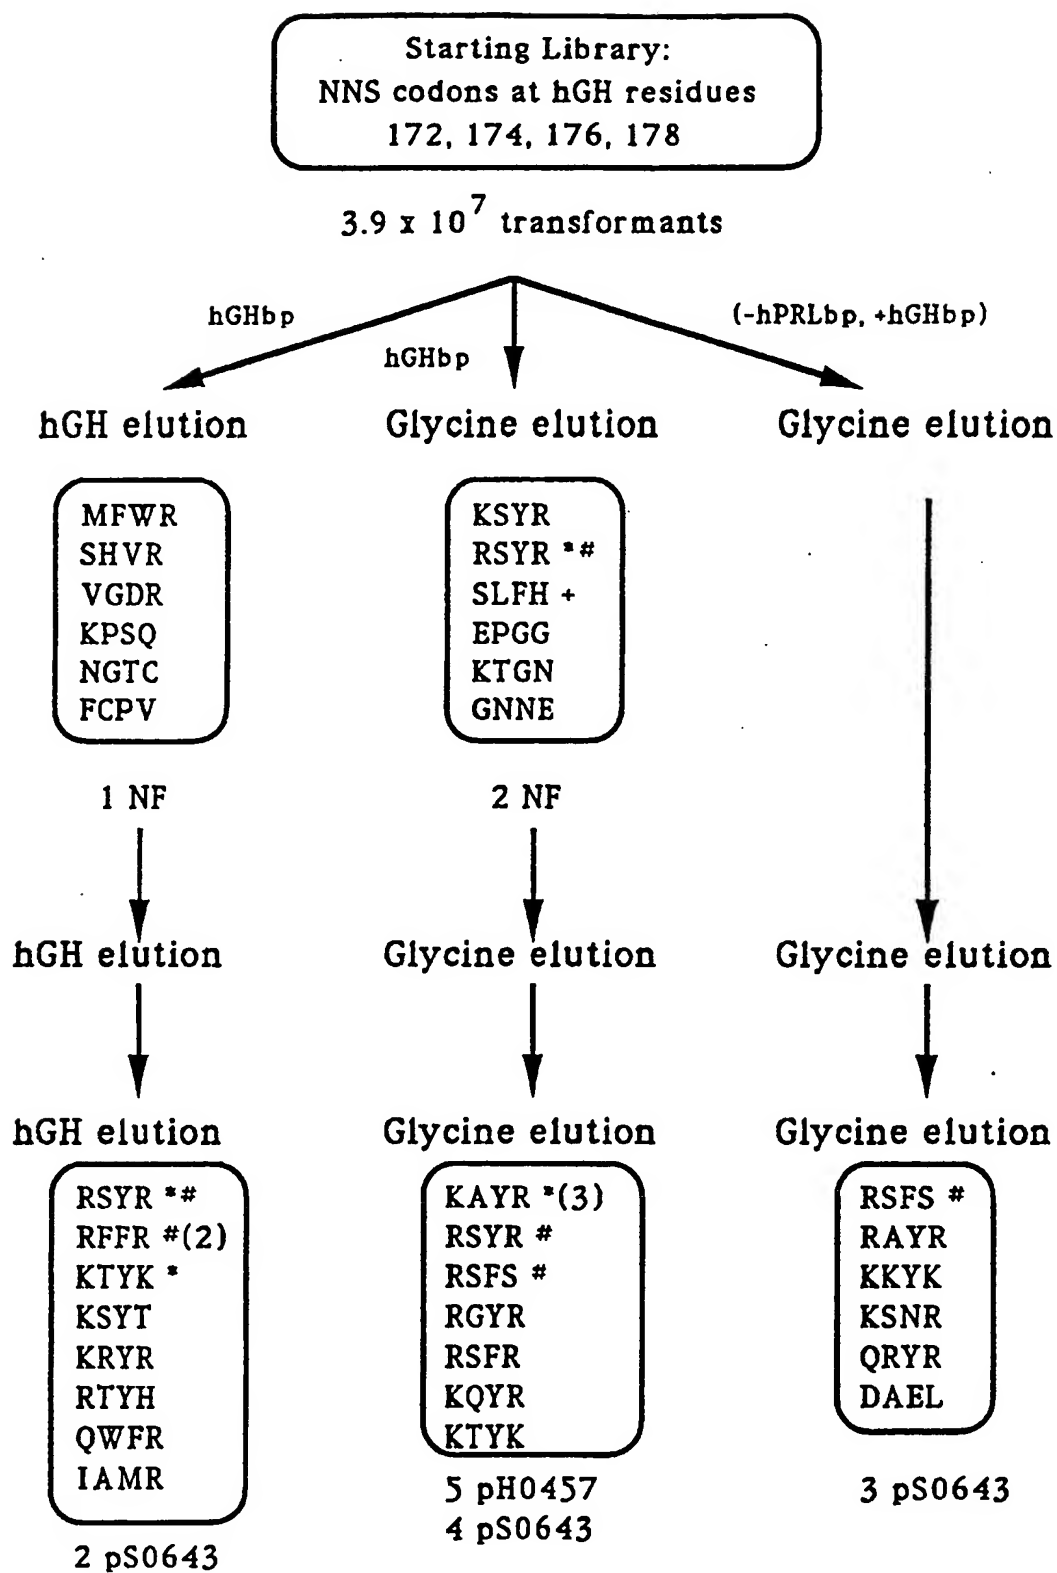 Starting Library:
NNS codons at hGH residues
172, 174, 176, 178
3.9 x 10^7 transformants
hGHbp
hGHbp
(-hPRLbp, +hGHbp)
hGH elution
Glycine elution
Glycine elution
MFWR
SHVR
VGDR
KPSQ
NGTC
FCPV
1 NF
KSYR
RSYR *#
SLFH +
EPGG
KTGN
GNNE
2 NF
hGH elution
Glycine elution
Glycine elution
hGH elution
Glycine elution
Glycine elution
RSYR *#
RFFR #(2)
KTYK *
KSYT
KRYR
RTYH
QWFR
IAMR
2 pS0643
KAYR *(3)
RSYR #
RSFS #
RGYR
RSFR
KQYR
KTYK
5 pH0457
4 pS0643
RSFS #
RAYR
KKYK
KSNR
QRYR
DAEL
3 pS0643